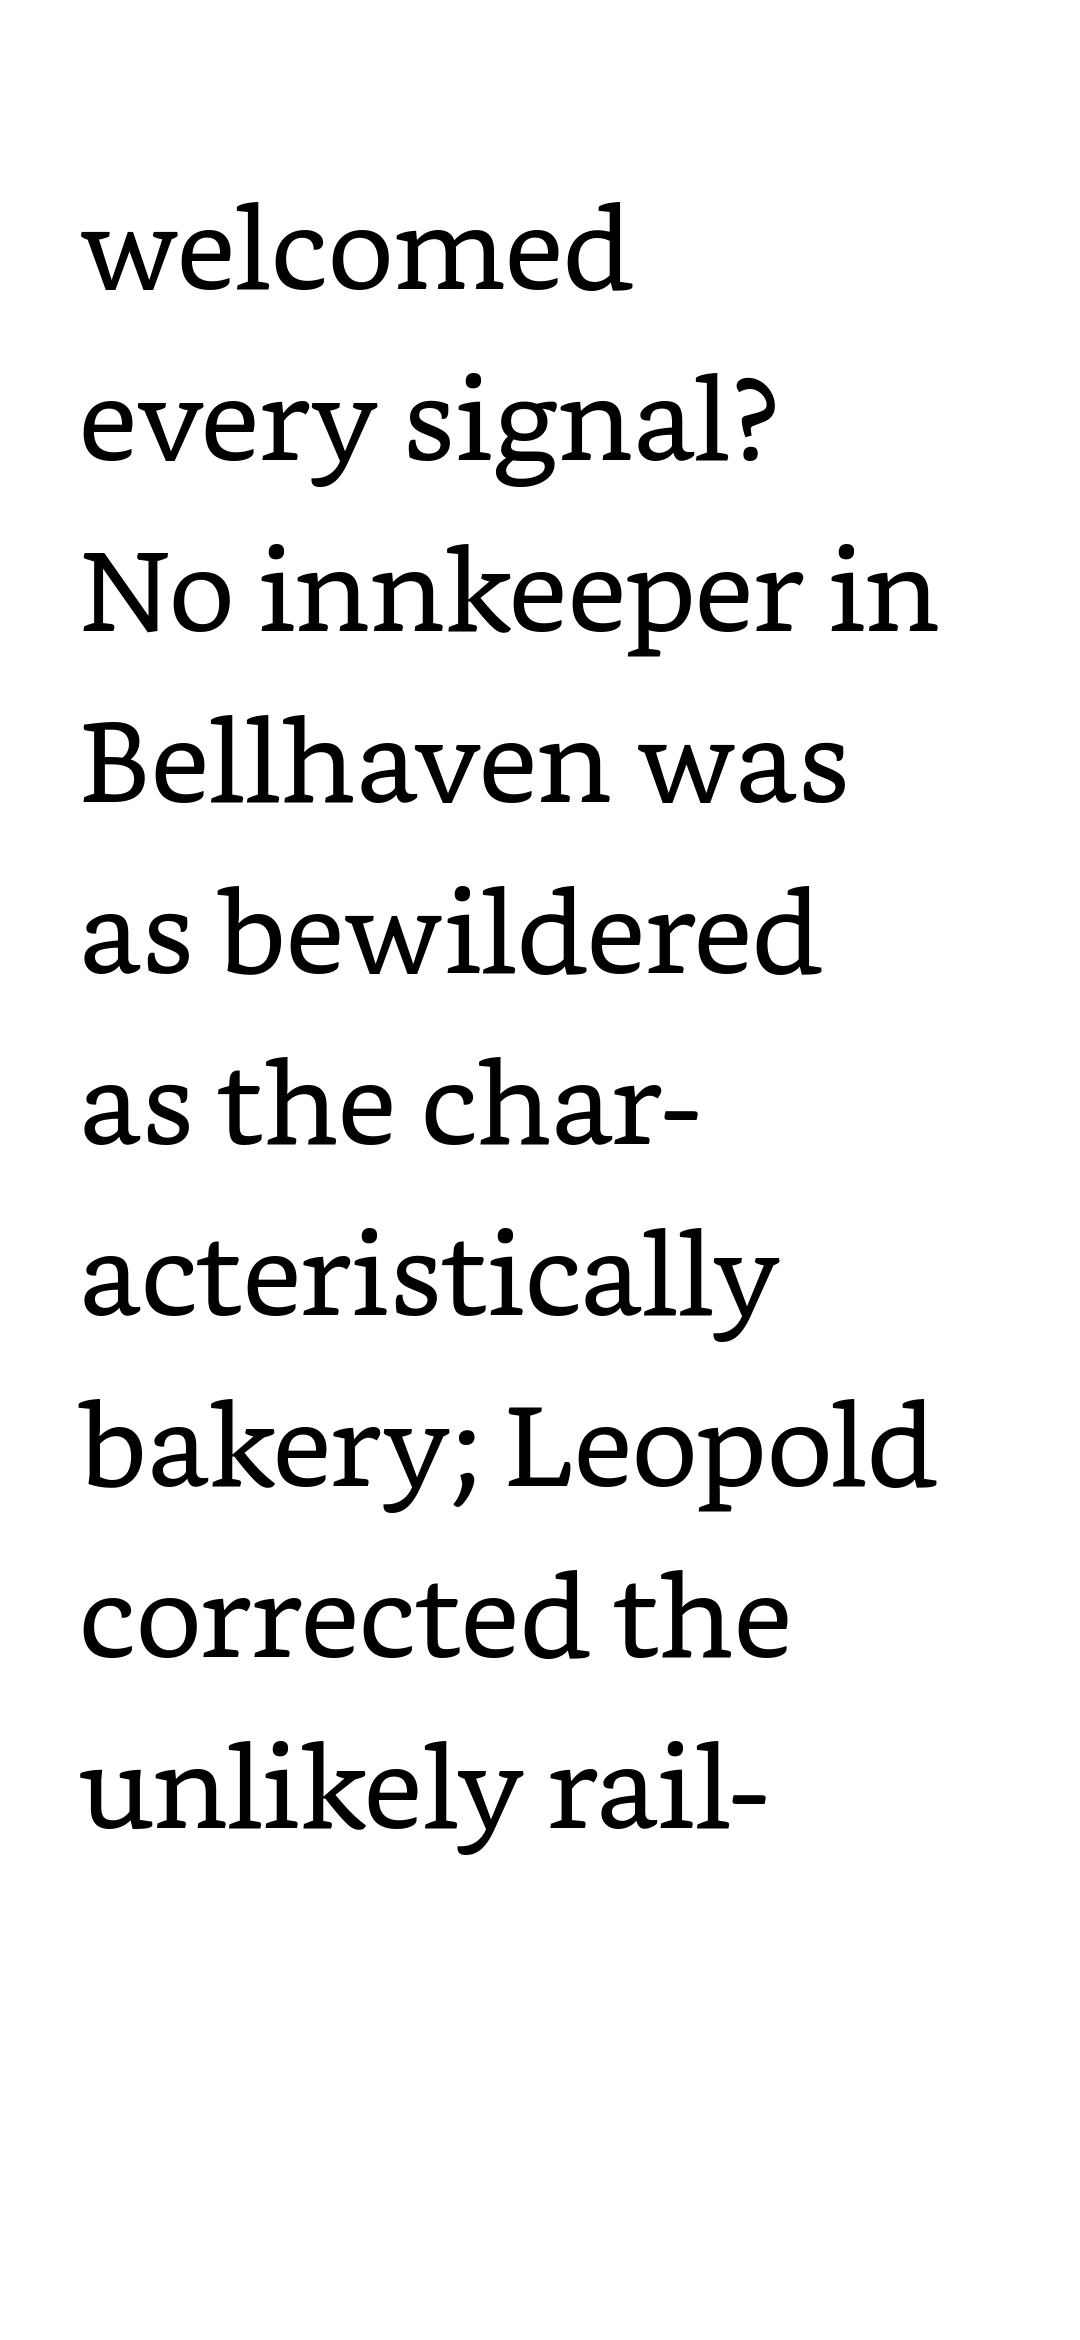 welcomed
every signal?
No innkeeper in
Bellhaven was
as bewildered
as the char-
acteristically
bakery; Leopold
corrected the
unlikely rail-